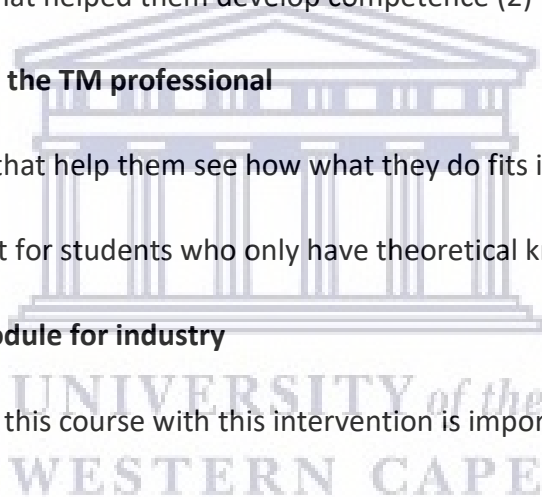 hat helped them develop competence (2)
the TM professional
that help them see how what they do fits i
t for students who only have theoretical k
odule for industry
UNIVERSITY of the
this course with this intervention is impor
WESTERN CAPE